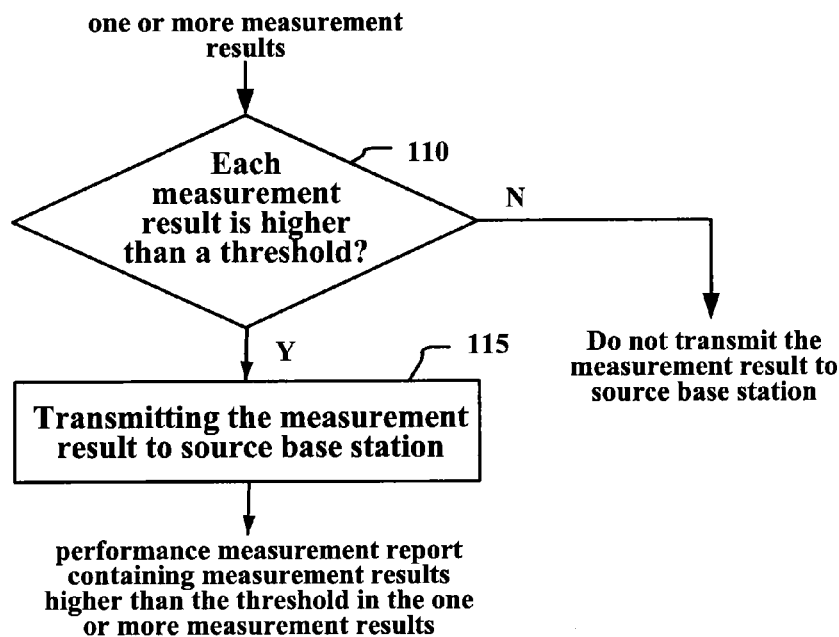 one or more measurement
results
110
Each
measurement
result is higher
than a threshold?
N
Y
115
Do not transmit the
measurement result to
source base station
Transmitting the measurement
result to source base station
performance measurement report
containing measurement results
higher than the threshold in the one
or more measurement results